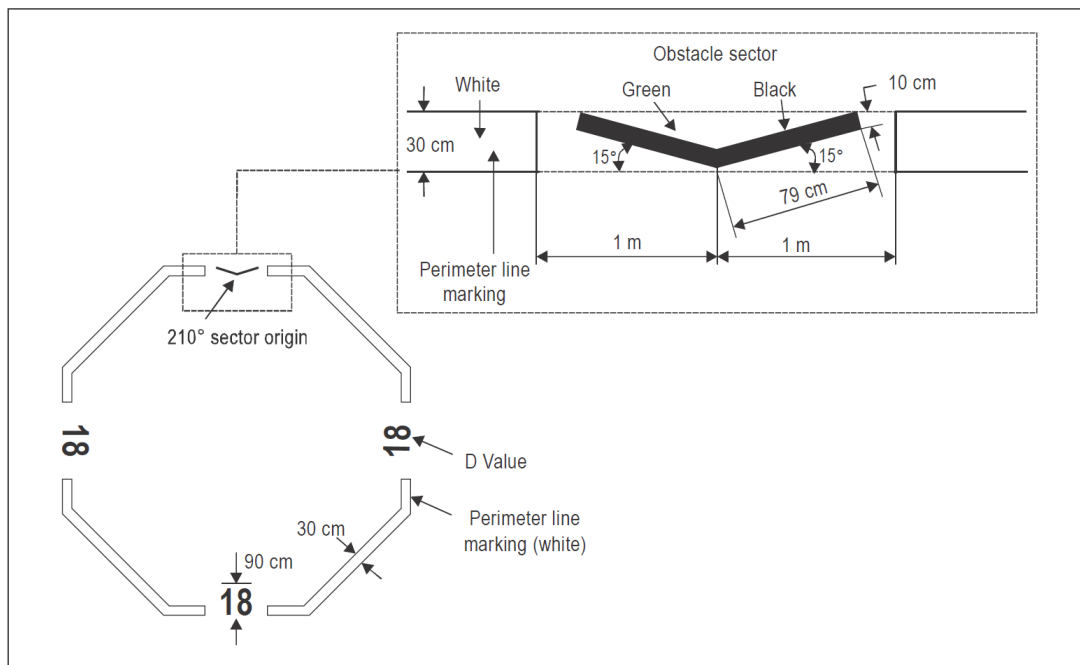 Obstacle sector
White
Green
Black
10 cm
30 cm
15°
15°
79 cm
1 m
1 m
Perimeter line
marking
210° sector origin
18
18
D Value
Perimeter line
marking (white)
30 cm
90 cm
18